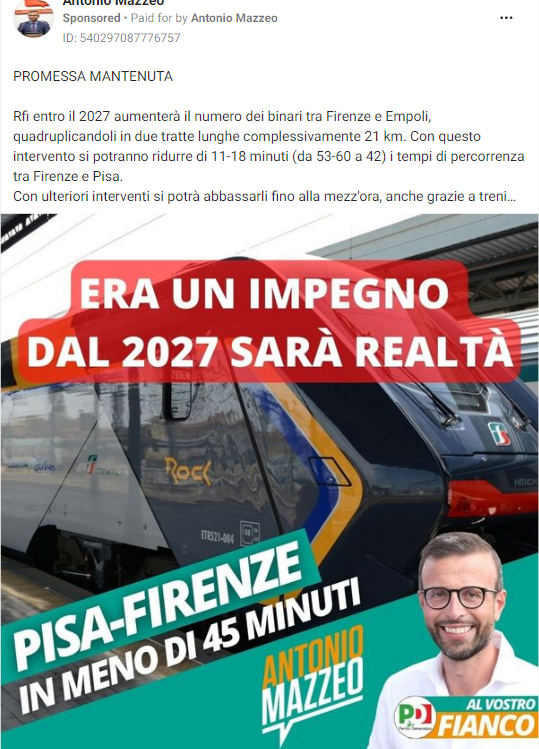 Antonio Mazzeo
Sponsored • Paid for by Antonio Mazzeo
ID: 540297087776757
PROMESSA MANTENUTA
Rfi entro il 2027 aumenterà il numero dei binari tra Firenze e Empoli,
quadruplicandoli in due tratte lunghe complessivamente 21 km. Con questo
intervento si potranno ridurre di 11-18 minuti (da 53-60 a 42) i tempi di percorrenza
tra Firenze e Pisa.
Con ulteriori interventi si potrà abbassarli fino alla mezz'ora, anche grazie a treni...
ERA UN IMPEGNO
DAL 2027 SARÀ REALTÀ
Rock
HITACHI
ETR521-004
PISA-FIRENZE
IN MENO DI 45 MINUTI
ANTONIO
MAZZEO
PD
Partito Democratico
AL VOSTRO
FIANCO